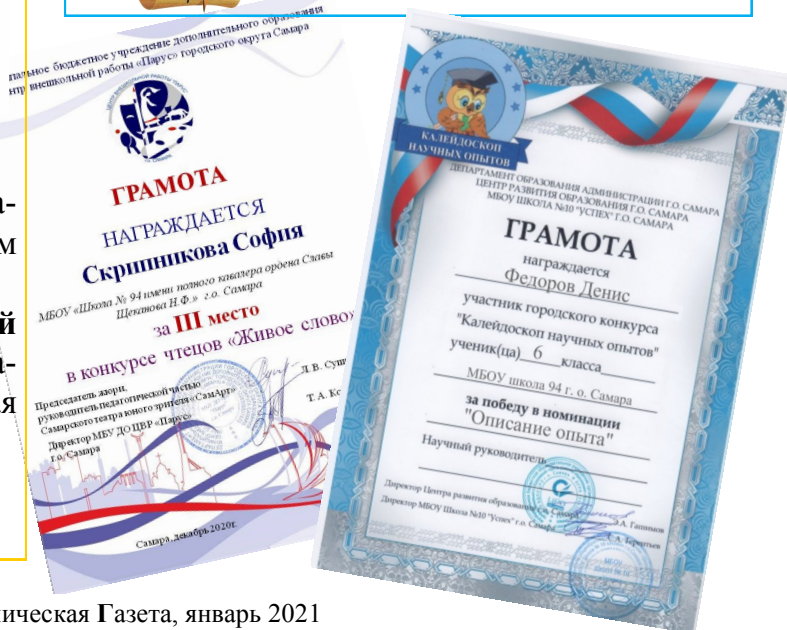 а-
м
й
а-
я
бюджетное учреждение дополнительного образования
внешкольной работы «Парус» городского округа Самара
ГРАМОТА
НАГРАЖДАЕТСЯ
Скрипникова София
МБОУ «Школа № 94 имени полного кавалера ордена Славы
Щеканова Н.Ф.» г.о. Самара
за III место
в конкурсе чтецов «Живое слово»
Председатель жюри,
руководитель педагогической частью
Самарского театра юного зрителя «СамАрт»
Л. В.
Директор МБУ ДО ЦВР «Парус»
г.о. Самара
Т.А.
Самара, декабрь 2020г.
КАЛЕЙДОСКОП
НАУЧНЫХ ОПЫТОВ
ДЕПАРТАМЕНТ ОБРАЗОВАНИЯ АДМИНИСТРАЦИИ Г.О. САМАРА
ЦЕНТР РАЗВИТИЯ ОБРАЗОВАНИЯ Г.О. САМАРА
МБОУ ШКОЛА №10 "УСПЕХ" Г.О. САМАРА
ГРАМОТА
награждается
Федоров Денис
участник городского конкурса
"Калейдоскоп научных опытов"
ученик(ца) 6 класса
МБОУ школа 94 г. о. Самара
за победу в номинации
"Описание опыта"
Научный руководитель
Директор Центра развития образования г.о. Самара
Директор МБОУ Школа №10 "Успех" г.о. Самара
ническая Газета, январь 2021